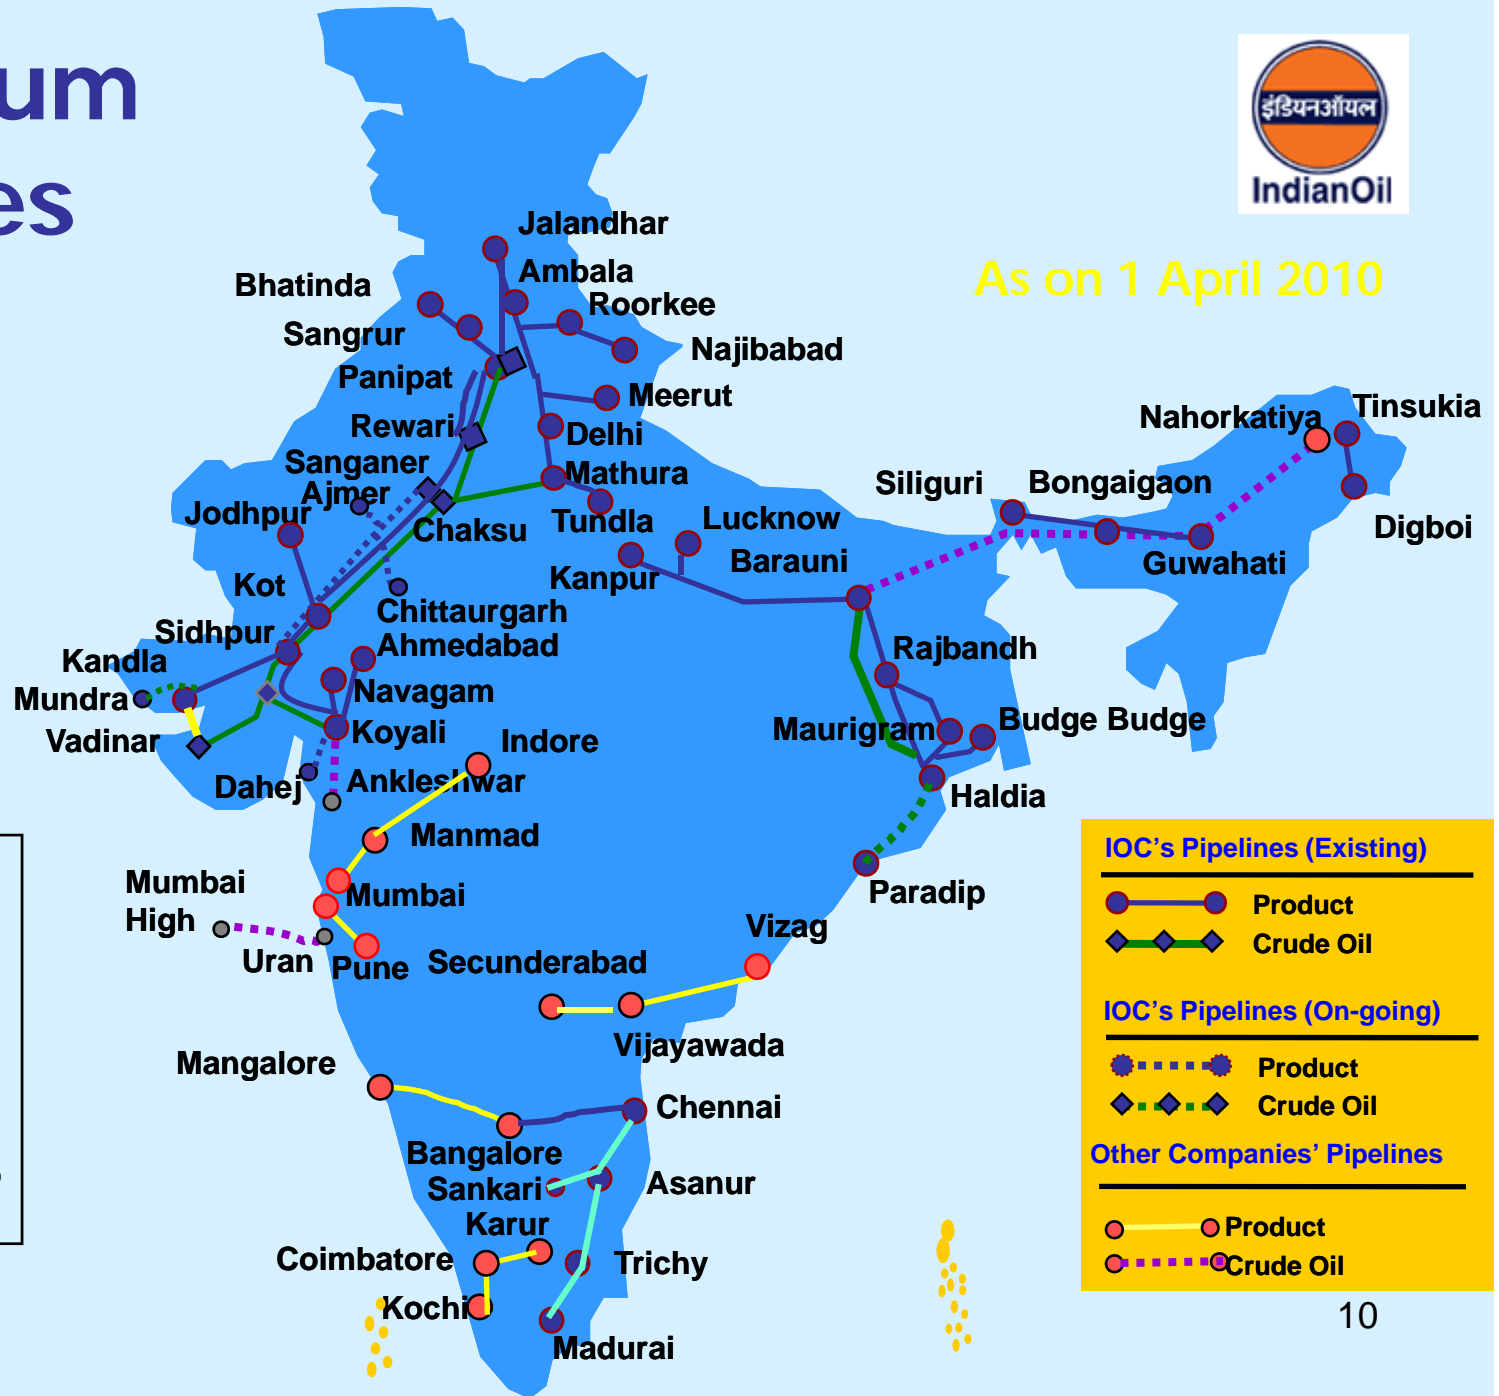 um
es
इंडियनऑयल
IndianOil
As on 1 April 2010
Jalandhar
Ambala
Bhatinda
Roorkee
Sangrur
Najibabad
Panipat
Meerut
Rewari
Delhi
Nahorkatiya
Tinsukia
Sanganer
Mathura
Ajmer
Siliguri
Bongaigaon
Jodhpur
Chaksu
Tundla
Lucknow
Digboi
Kanpur
Barauni
Guwahati
Kot
Chittaurgarh
Sidhpur
Ahmedabad
Rajbandh
Kandla
Navagam
Mundra
Koyali
Maurigram
Budge Budge
Vadinar
Indore
Dahej
Ankleshwar
Haldia
Manmad
Mumbai
High
Mumbai
Paradip
Vizag
Uran
Pune
Secunderabad
Vijayawada
Mangalore
Chennai
Bangalore
Sankari
Asanur
Karur
Coimbatore
Trichy
Kochi
Madurai
IOC's Pipelines (Existing)
Product
Crude Oil
IOC's Pipelines (On-going)
Product
Crude Oil
Other Companies' Pipelines
Product
Crude Oil
10